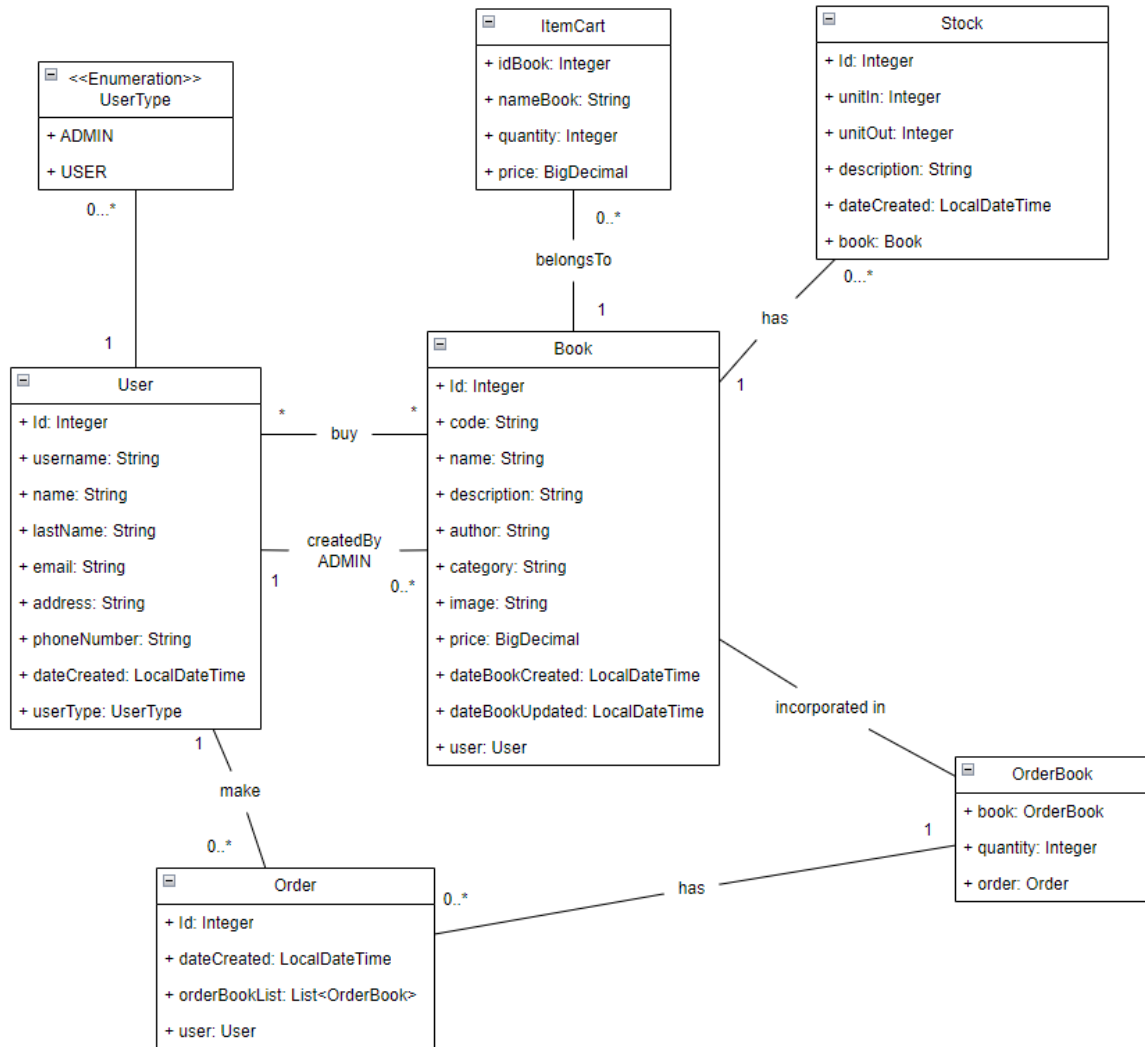 <<Enumeration>>
UserType
+ ADMIN
+ USER
0...*
1
ItemCart
+ idBook: Integer
+ nameBook: String
+ quantity: Integer
+ price: BigDecimal
0...*
belongsTo
1
Stock
+ Id: Integer
+ unitIn: Integer
+ unitOut: Integer
+ description: String
+ dateCreated: LocalDateTime
+ book: Book
0...*
has
1
User
+ Id: Integer
+ username: String
+ name: String
+ lastName: String
+ email: String
+ address: String
+ phoneNumber: String
+ dateCreated: LocalDateTime
+ userType: UserType
*
buy
*
createdBy
ADMIN
1
0..*
Book
+ Id: Integer
+ code: String
+ name: String
+ description: String
+ author: String
+ category: String
+ image: String
+ price: BigDecimal
+ dateBookCreated: LocalDateTime
+ dateBookUpdated: LocalDateTime
+ user: User
incorporated in
1
make
0..*
OrderBook
+ book: OrderBook
+ quantity: Integer
+ order: Order
1
has
0..*
Order
+ Id: Integer
+ dateCreated: LocalDateTime
+ orderBookList: List<OrderBook>
+ user: User